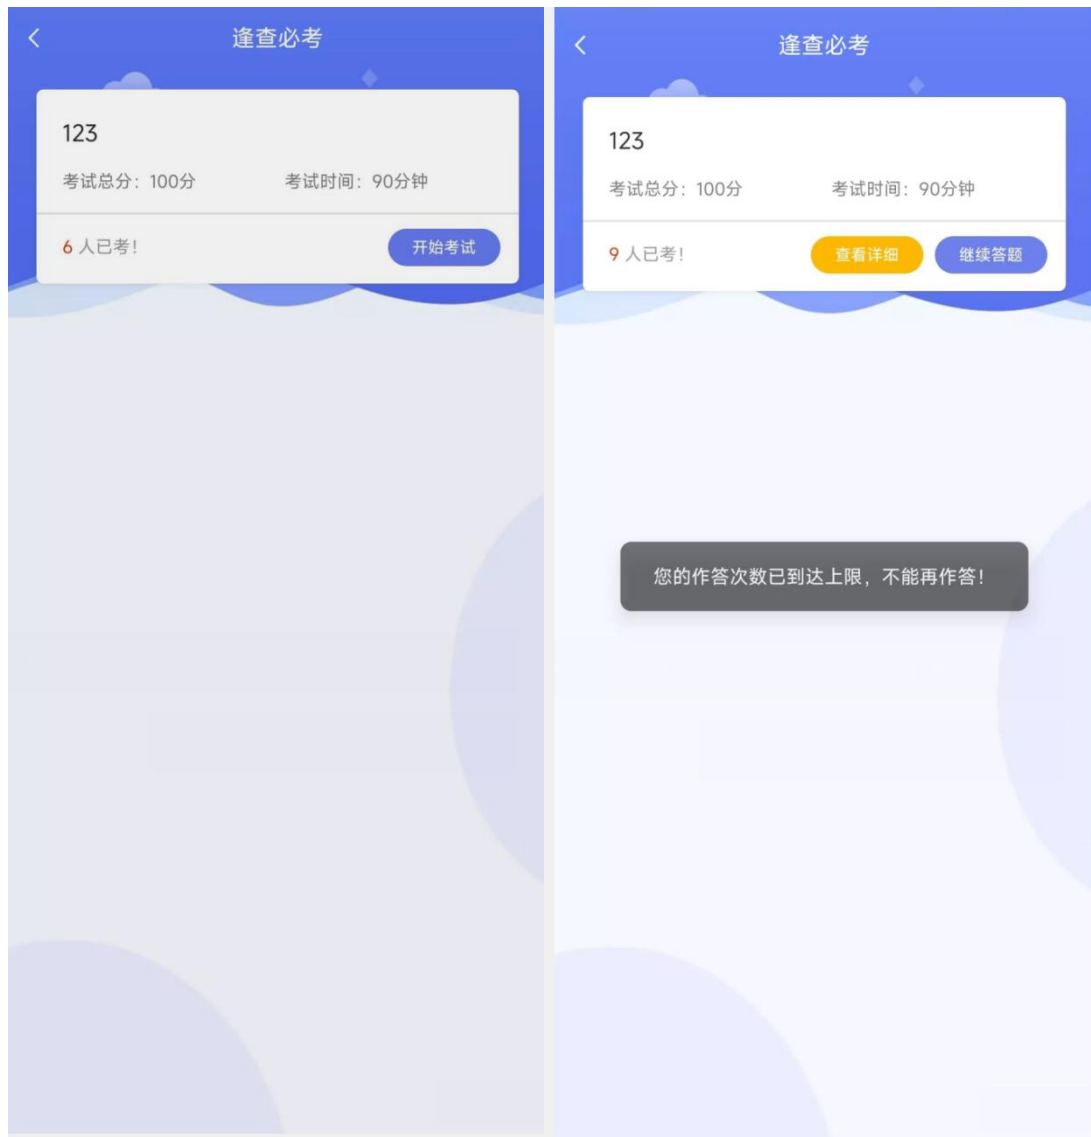 逢查必考
123
考试总分：100分 考试时间：90分钟
6 人已考！ 开始考试
逢查必考
123
考试总分：100分 考试时间：90分钟
9 人已考！ 查看详细 继续答题
您的作答次数已到达上限，不能再作答！